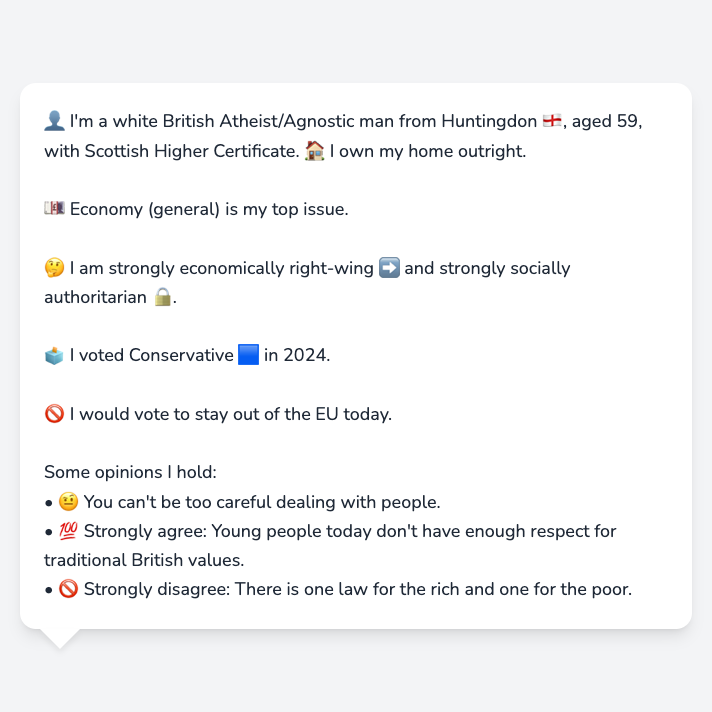 👤 I'm a white British Atheist/Agnostic man from Huntingdon 🏴󠁧󠁢󠁥󠁮󠁧󠁿, aged 59,
with Scottish Higher Certificate. 🏠 I own my home outright.
💷 Economy (general) is my top issue.
🤔 I am strongly economically right-wing ➡️ and strongly socially
authoritarian 🔒.
🗳️ I voted Conservative 🟦 in 2024.
🚫 I would vote to stay out of the EU today.
Some opinions I hold:
• 🤨 You can't be too careful dealing with people.
• 💯 Strongly agree: Young people today don't have enough respect for
traditional British values.
• 🚫 Strongly disagree: There is one law for the rich and one for the poor.